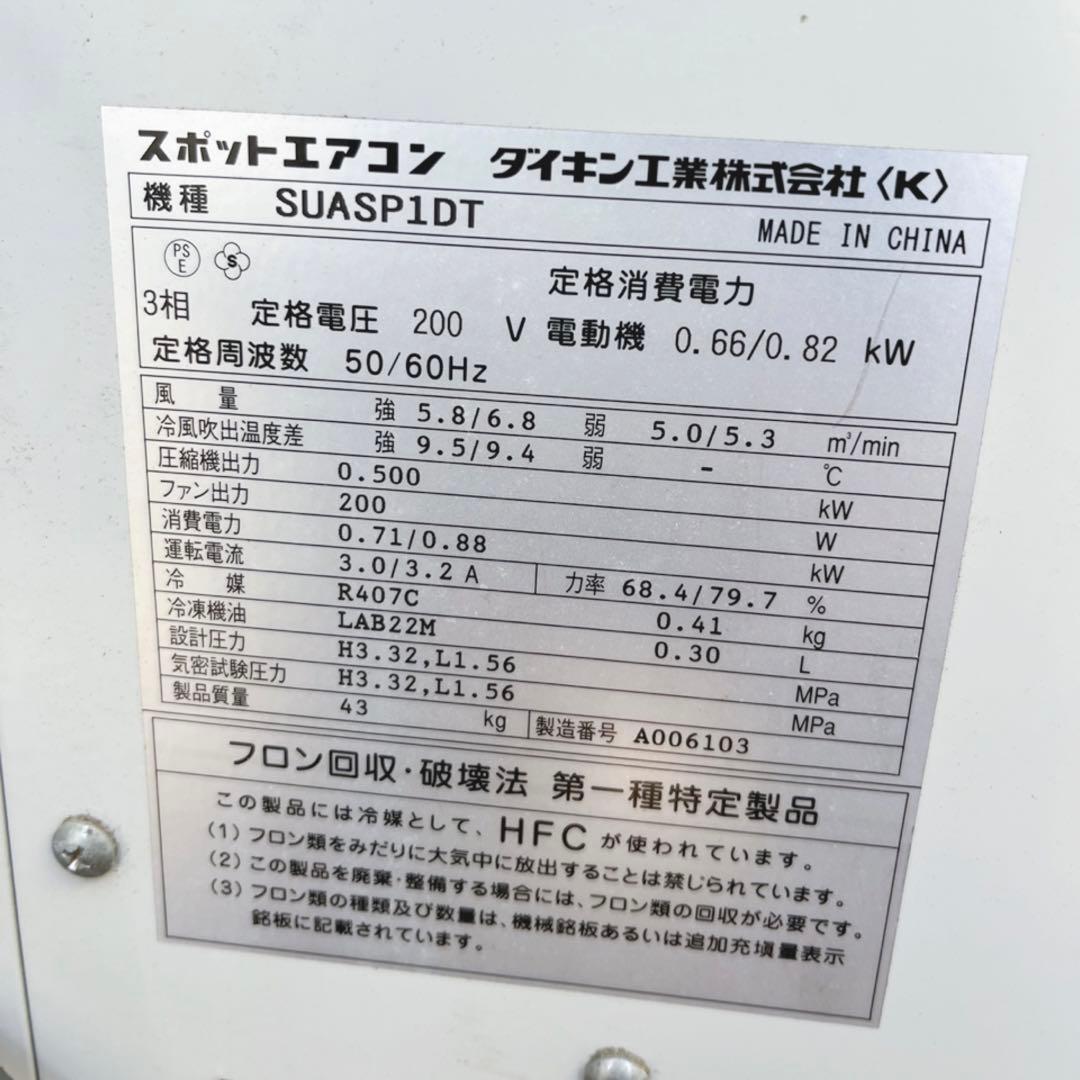 スポットエアコン ダイキン工業株式会社〈K〉
機種 SUASP1DT MADE IN CHINA
PS E S
定格消費電力
3相 定格電圧 200 V 電動機 0.66/0.82 kW
定格周波数 50/60Hz
風量 強 5.8/6.8 弱 5.0/5.3 m³/min
冷風吹出温度差 強 9.5/9.4 弱 - ℃
圧縮機出力 0.500 kW
ファン出力 200 W
消費電力 0.71/0.88 kW
運転電流 3.0/3.2 A 力率 68.4/79.7 %
冷媒 R407C 0.41 kg
冷凍機油 LAB22M 0.30 L
設計圧力 H3.32,L1.56 MPa
気密試験圧力 H3.32,L1.56 MPa
製品質量 43 kg 製造番号 A006103
フロン回収・破壊法 第一種特定製品
この製品には冷媒として、HFCが使われています。
(1)フロン類をみだりに大気中に放出することは禁じられています。
(2)この製品を廃棄・整備する場合には、フロン類の回収が必要です。
(3)フロン類の種類及び数量は、機械銘板あるいは追加充塡量表示
銘板に記載されています。